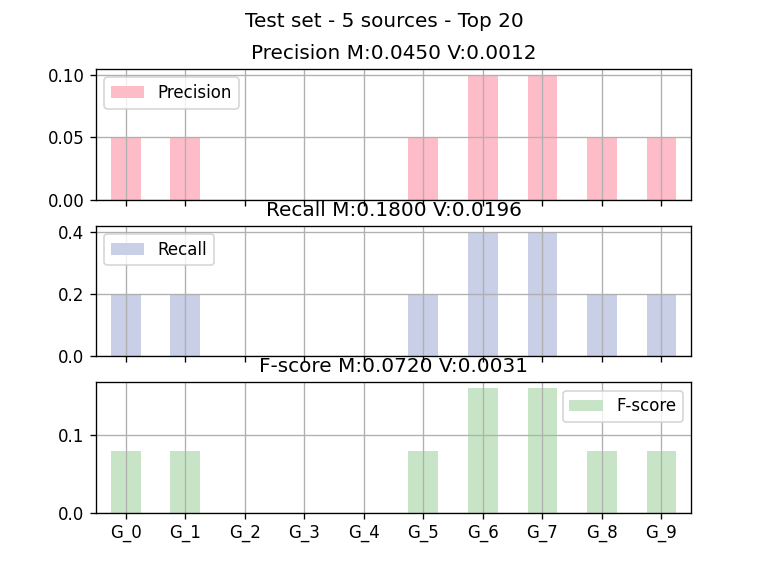 Test set - 5 sources - Top 20
Precision M:0.0450 V:0.0012
0.10
Precision
0.05
0.00
Recall M:0.1800 V:0.0196
0.4
Recall
0.2
0.0
F-score M:0.0720 V:0.0031
F-score
0.1
0.0
G_0 G_1 G_2 G_3 G_4 G_5 G_6 G_7 G_8 G_9